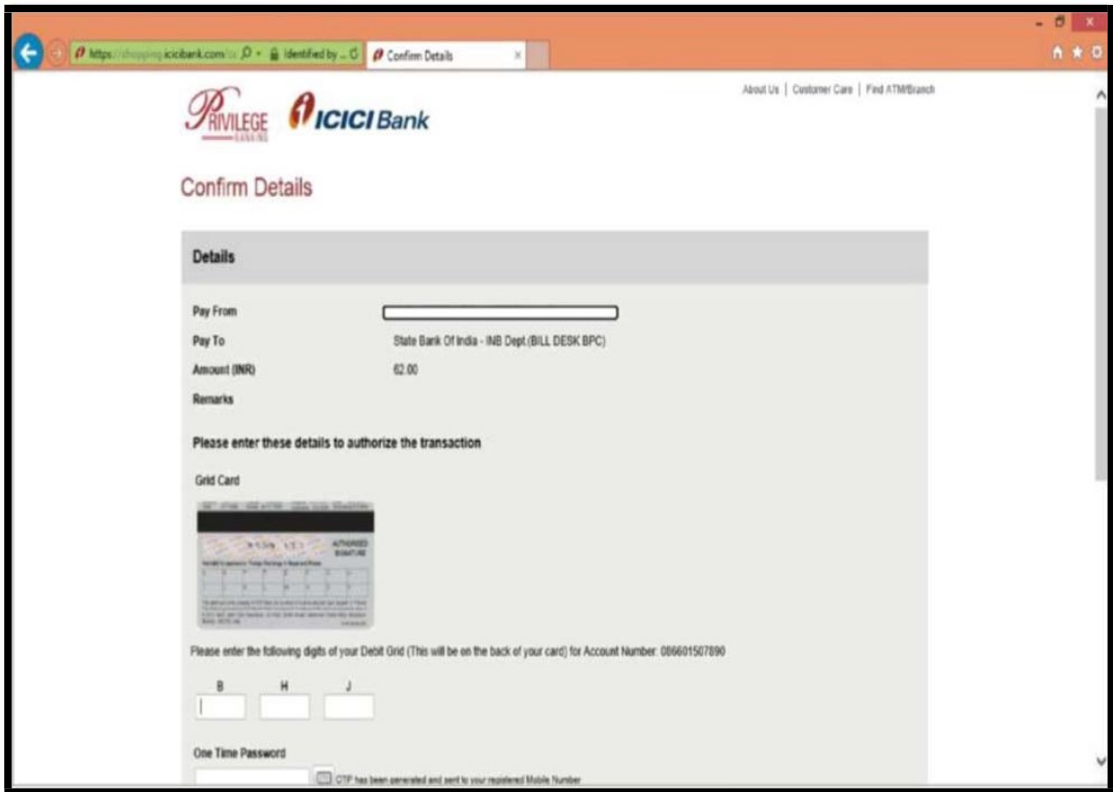 https://shopping.icicibank.com Identified by ... Confirm Details
About Us | Customer Care | Find ATM/Branch
PRIVILEGE BANKING ICICI Bank
Confirm Details
Details
Pay From
Pay To State Bank Of India - INB Dept.(BILL DESK BPC)
Amount (INR) 62.00
Remarks
Please enter these details to authorize the transaction
Grid Card
AUTHORISED
SIGNATURE
Please enter the following digits of your Debit Grid (This will be on the back of your card) for Account Number: 086601507890
B H J
One Time Password
OTP has been generated and sent to your registered Mobile Number